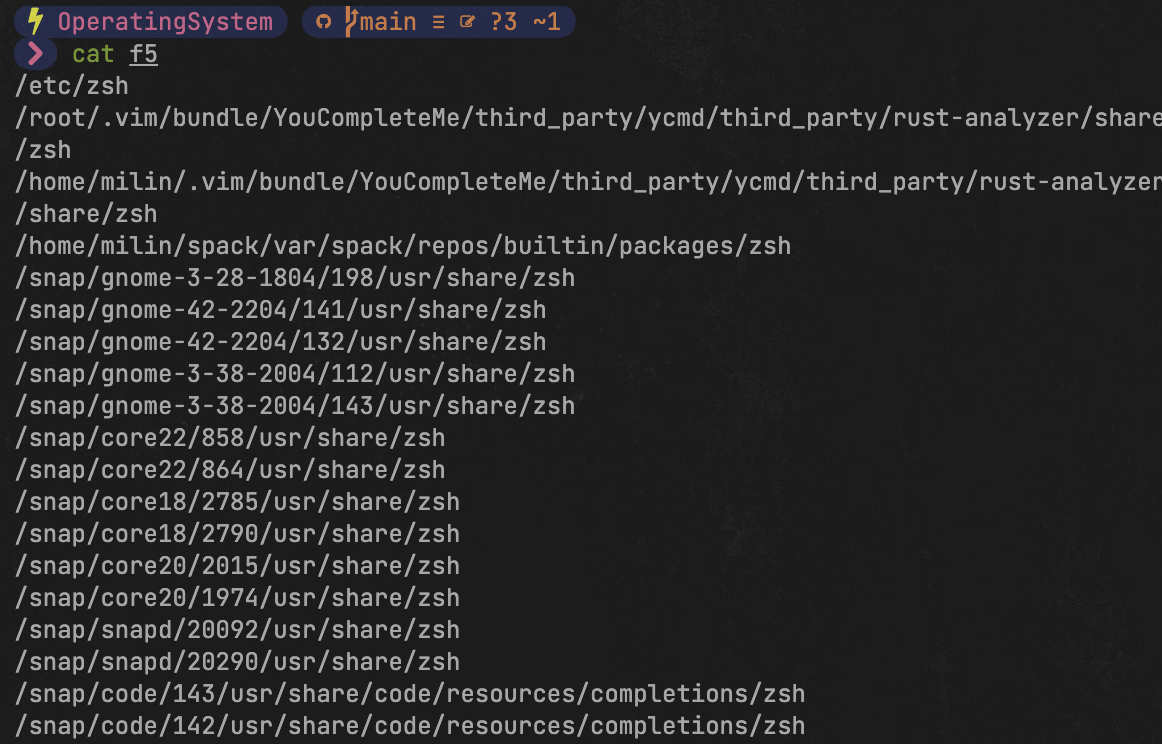 OperatingSystem main ≡ ?3 ~1
❯ cat f5
/etc/zsh
/root/.vim/bundle/YouCompleteMe/third_party/ycmd/third_party/rust-analyzer/share
/zsh
/home/milin/.vim/bundle/YouCompleteMe/third_party/ycmd/third_party/rust-analyzer
/share/zsh
/home/milin/spack/var/spack/repos/builtin/packages/zsh
/snap/gnome-3-28-1804/198/usr/share/zsh
/snap/gnome-42-2204/141/usr/share/zsh
/snap/gnome-42-2204/132/usr/share/zsh
/snap/gnome-3-38-2004/112/usr/share/zsh
/snap/gnome-3-38-2004/143/usr/share/zsh
/snap/core22/858/usr/share/zsh
/snap/core22/864/usr/share/zsh
/snap/core18/2785/usr/share/zsh
/snap/core18/2790/usr/share/zsh
/snap/core20/2015/usr/share/zsh
/snap/core20/1974/usr/share/zsh
/snap/snapd/20092/usr/share/zsh
/snap/snapd/20290/usr/share/zsh
/snap/code/143/usr/share/code/resources/completions/zsh
/snap/code/142/usr/share/code/resources/completions/zsh